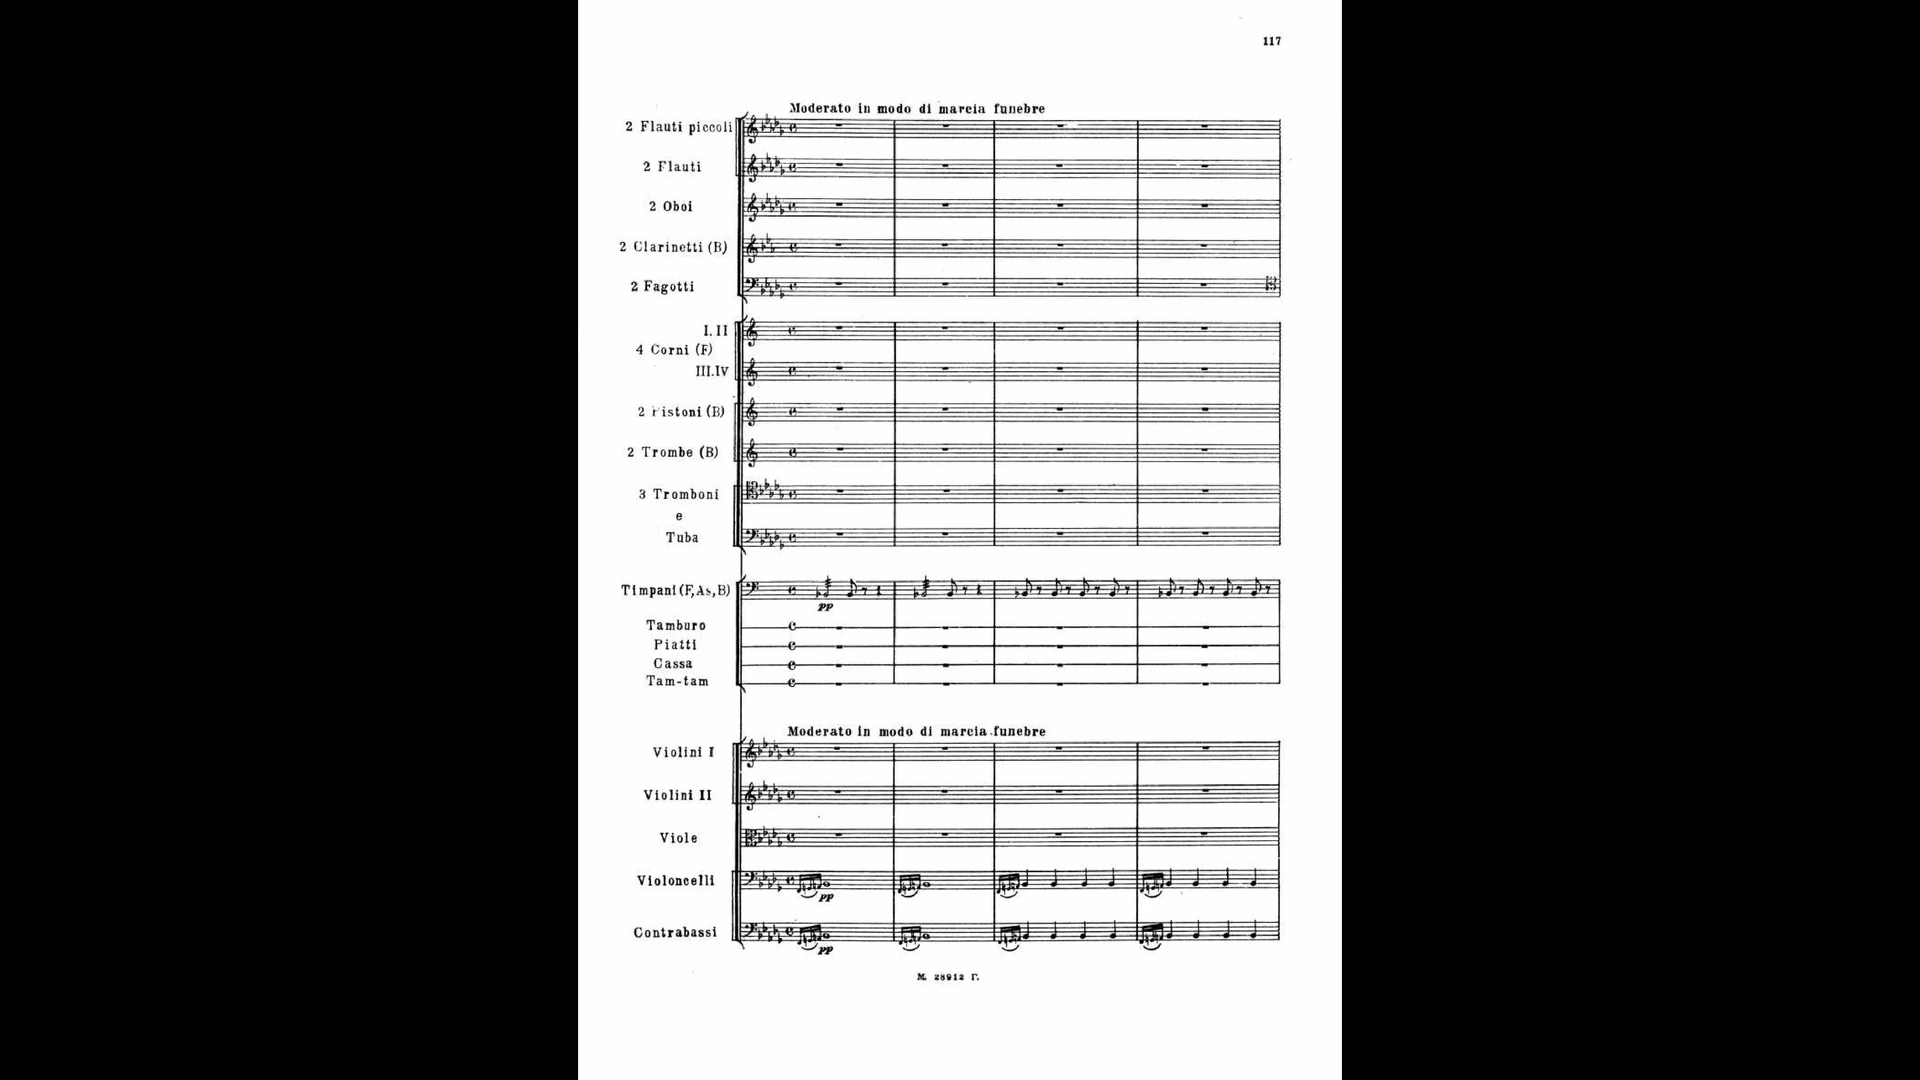 117
Moderato in modo di marcia funebre
2 Flauti piccoli
2 Flauti
2 Oboi
2 Clarinetti (B)
2 Fagotti
I. II
4 Corni (F)
III.IV
2 Pistoni (B)
2 Trombe (B)
3 Tromboni
e
Tuba
Timpani (F, As, B)
pp
Tamburo
Piatti
Cassa
Tam-tam
Moderato in modo di marcia funebre
Violini I
Violini II
Viole
Violoncelli
pp
Contrabassi
pp
М. 28912 Г.